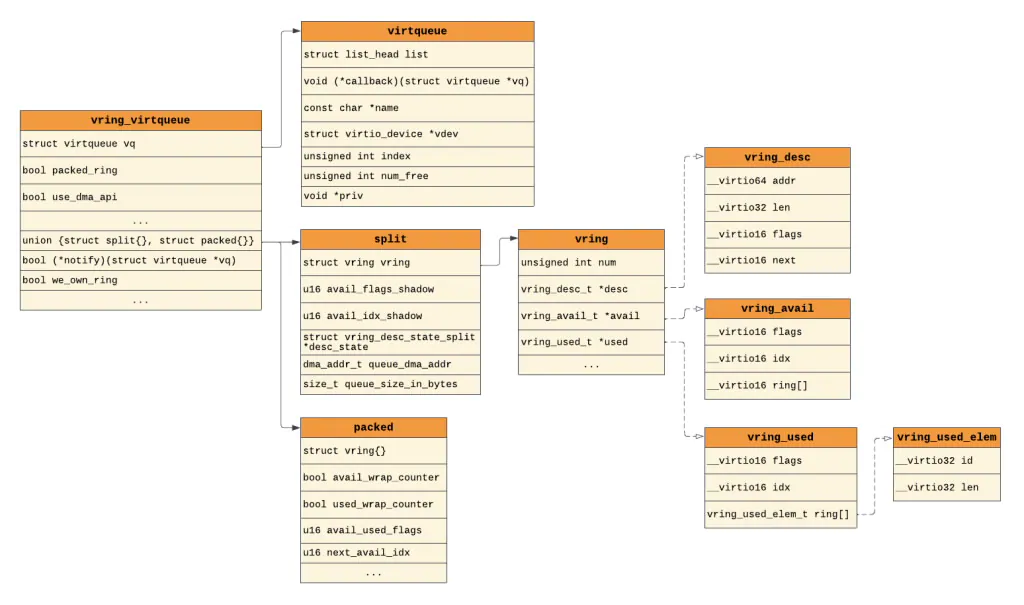 vring_virtqueue
struct virtqueue vq
bool packed_ring
bool use_dma_api
...
union {struct split{}, struct packed{}}
bool (*notify)(struct virtqueue *vq)
bool we_own_ring
...
virtqueue
struct list_head list
void (*callback)(struct virtqueue *vq)
const char *name
struct virtio_device *vdev
unsigned int index
unsigned int num_free
void *priv
split
struct vring vring
u16 avail_flags_shadow
u16 avail_idx_shadow
struct vring_desc_state_split
*desc_state
dma_addr_t queue_dma_addr
size_t queue_size_in_bytes
packed
struct vring{}
bool avail_wrap_counter
bool used_wrap_counter
u16 avail_used_flags
u16 next_avail_idx
...
vring
unsigned int num
vring_desc_t *desc
vring_avail_t *avail
vring_used_t *used
...
vring_desc
__virtio64 addr
__virtio32 len
__virtio16 flags
__virtio16 next
vring_avail
__virtio16 flags
__virtio16 idx
__virtio16 ring[]
vring_used
__virtio16 flags
__virtio16 idx
vring_used_elem_t ring[]
vring_used_elem
__virtio32 id
__virtio32 len